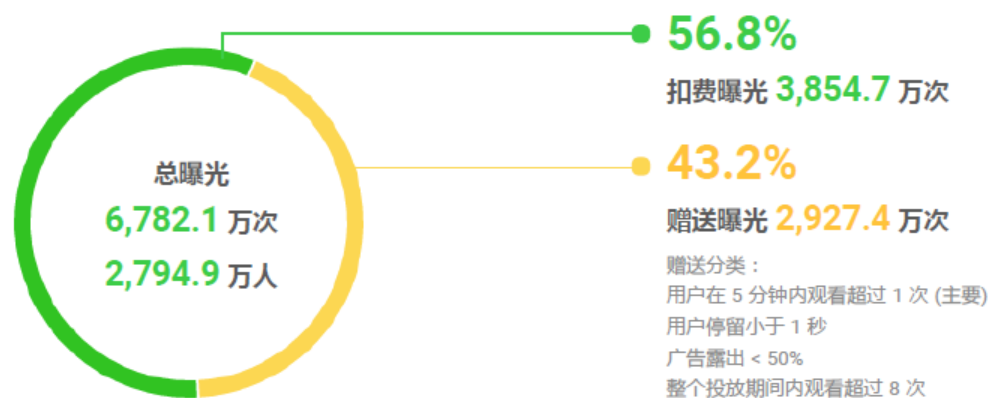 总曝光
6,782.1 万次
2,794.9 万人
56.8%
扣费曝光 3,854.7 万次
43.2%
赠送曝光 2,927.4 万次
赠送分类：
用户在 5 分钟内观看超过 1 次 (主要)
用户停留小于 1 秒
广告露出 < 50%
整个投放期间内观看超过 8 次